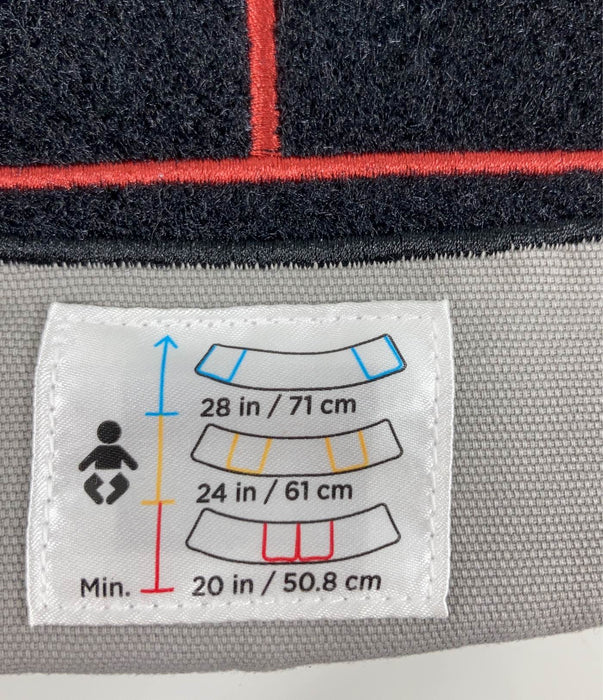 28 in / 71 cm
24 in / 61 cm
Min. 20 in / 50.8 cm